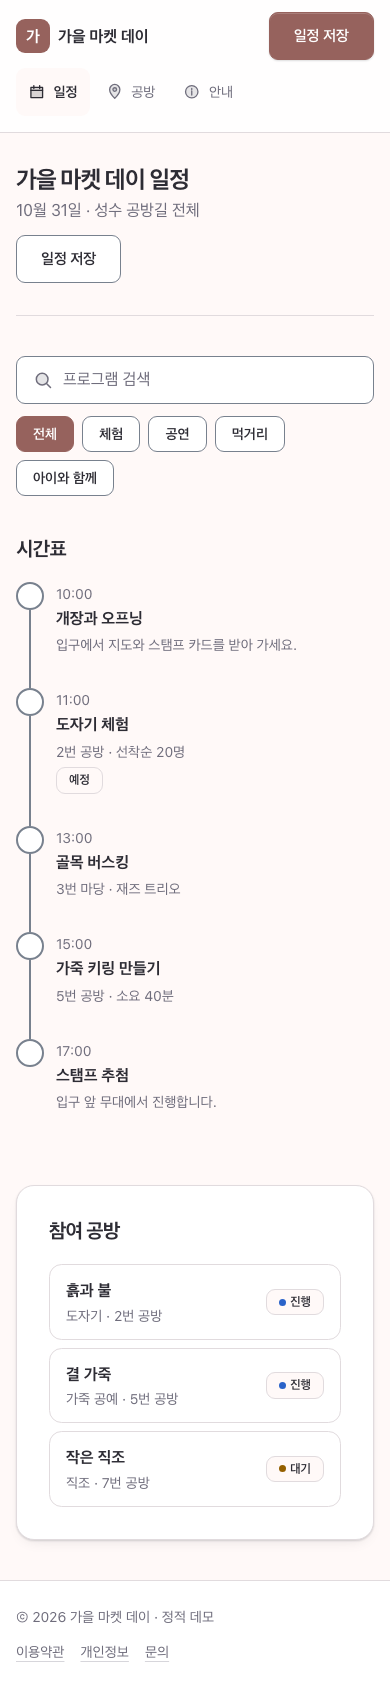 가 가을 마켓 데이
일정 저장
일정 공방 안내
가을 마켓 데이 일정
10월 31일 · 성수 공방길 전체
일정 저장
프로그램 검색
전체 체험 공연 먹거리
아이와 함께
시간표
10:00
개장과 오프닝
입구에서 지도와 스탬프 카드를 받아 가세요.
11:00
도자기 체험
2번 공방 · 선착순 20명
예정
13:00
골목 버스킹
3번 마당 · 재즈 트리오
15:00
가죽 키링 만들기
5번 공방 · 소요 40분
17:00
스탬프 추첨
입구 앞 무대에서 진행합니다.
참여 공방
흙과 불
도자기 · 2번 공방
진행
결 가죽
가죽 공예 · 5번 공방
진행
작은 직조
직조 · 7번 공방
대기
© 2026 가을 마켓 데이 · 정적 데모
이용약관 개인정보 문의